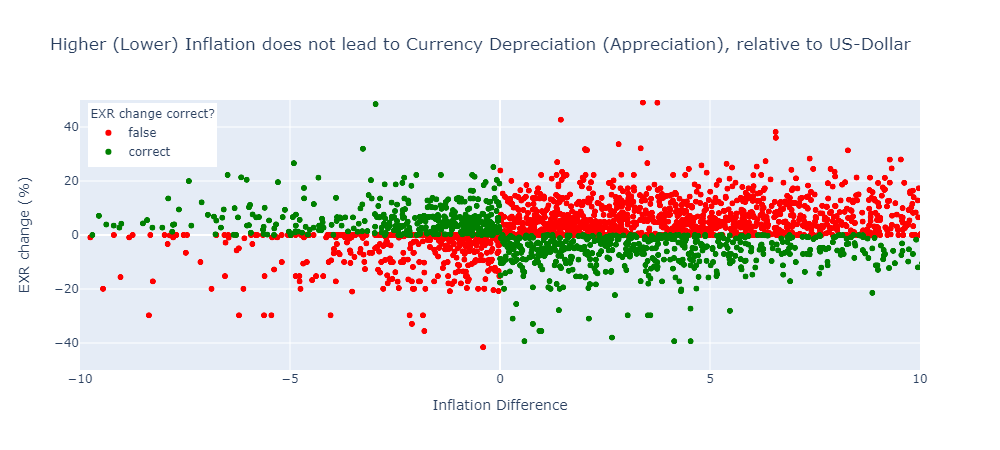 Higher (Lower) Inflation does not lead to Currency Depreciation (Appreciation), relative to US-Dollar
EXR change correct?
false
correct
40
20
0
−20
−40
EXR change (%)
−10
−5
0
5
10
Inflation Difference